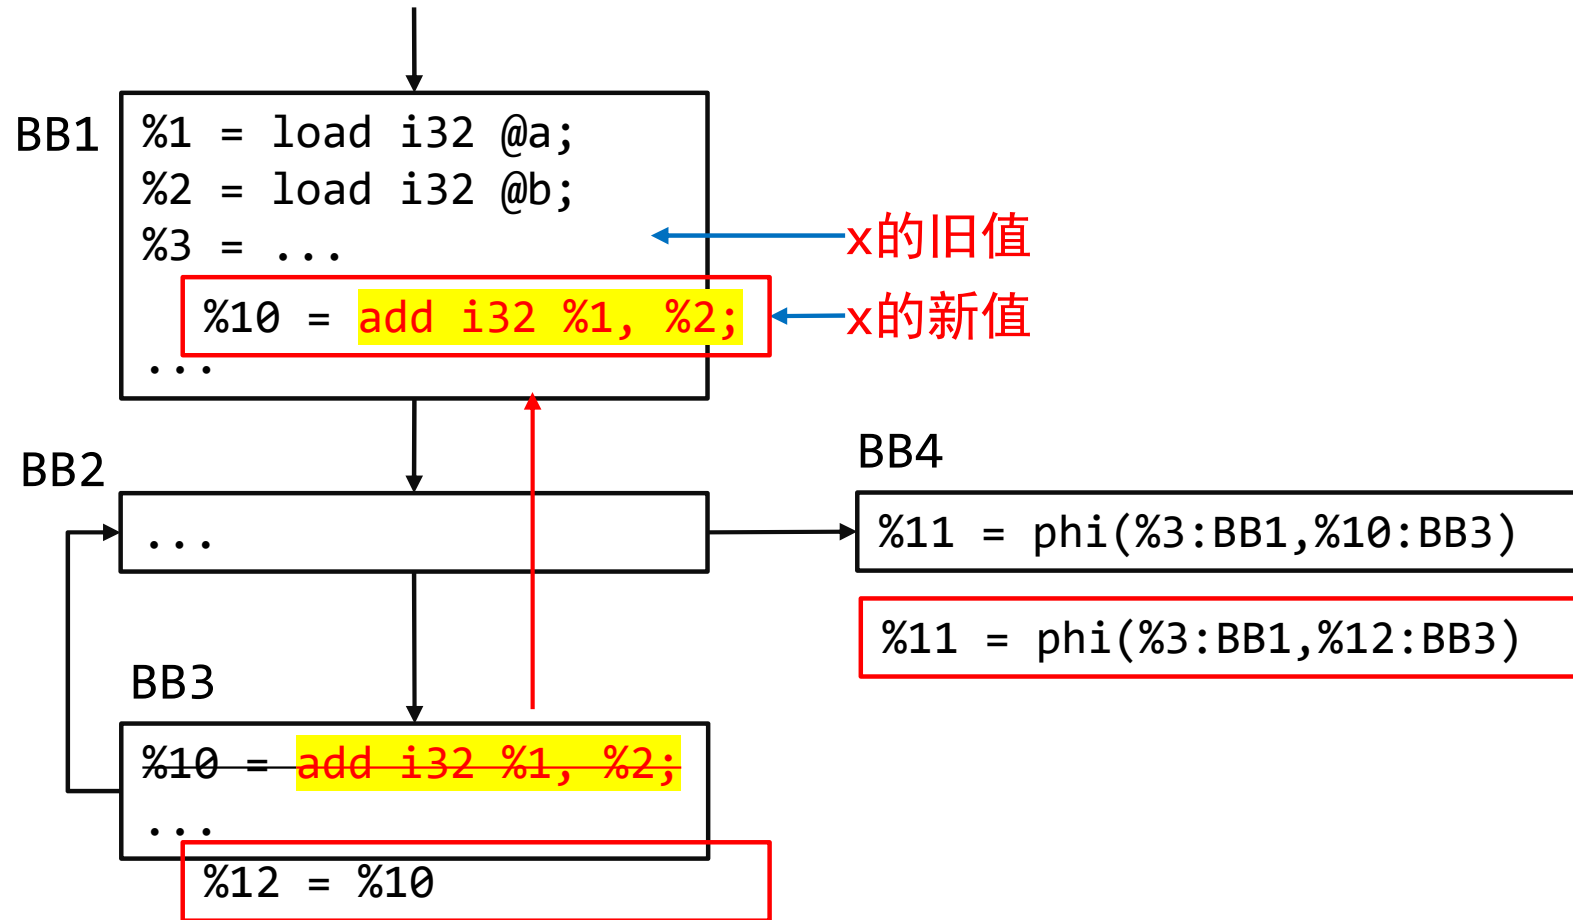 BB1
%1 = load i32 @a;
%2 = load i32 @b;
%3 = ...
x的旧值
%10 = add i32 %1, %2;
x的新值
...
BB2
...
BB4
%11 = phi(%3:BB1,%10:BB3)
%11 = phi(%3:BB1,%12:BB3)
BB3
%10 = add i32 %1, %2;
...
%12 = %10